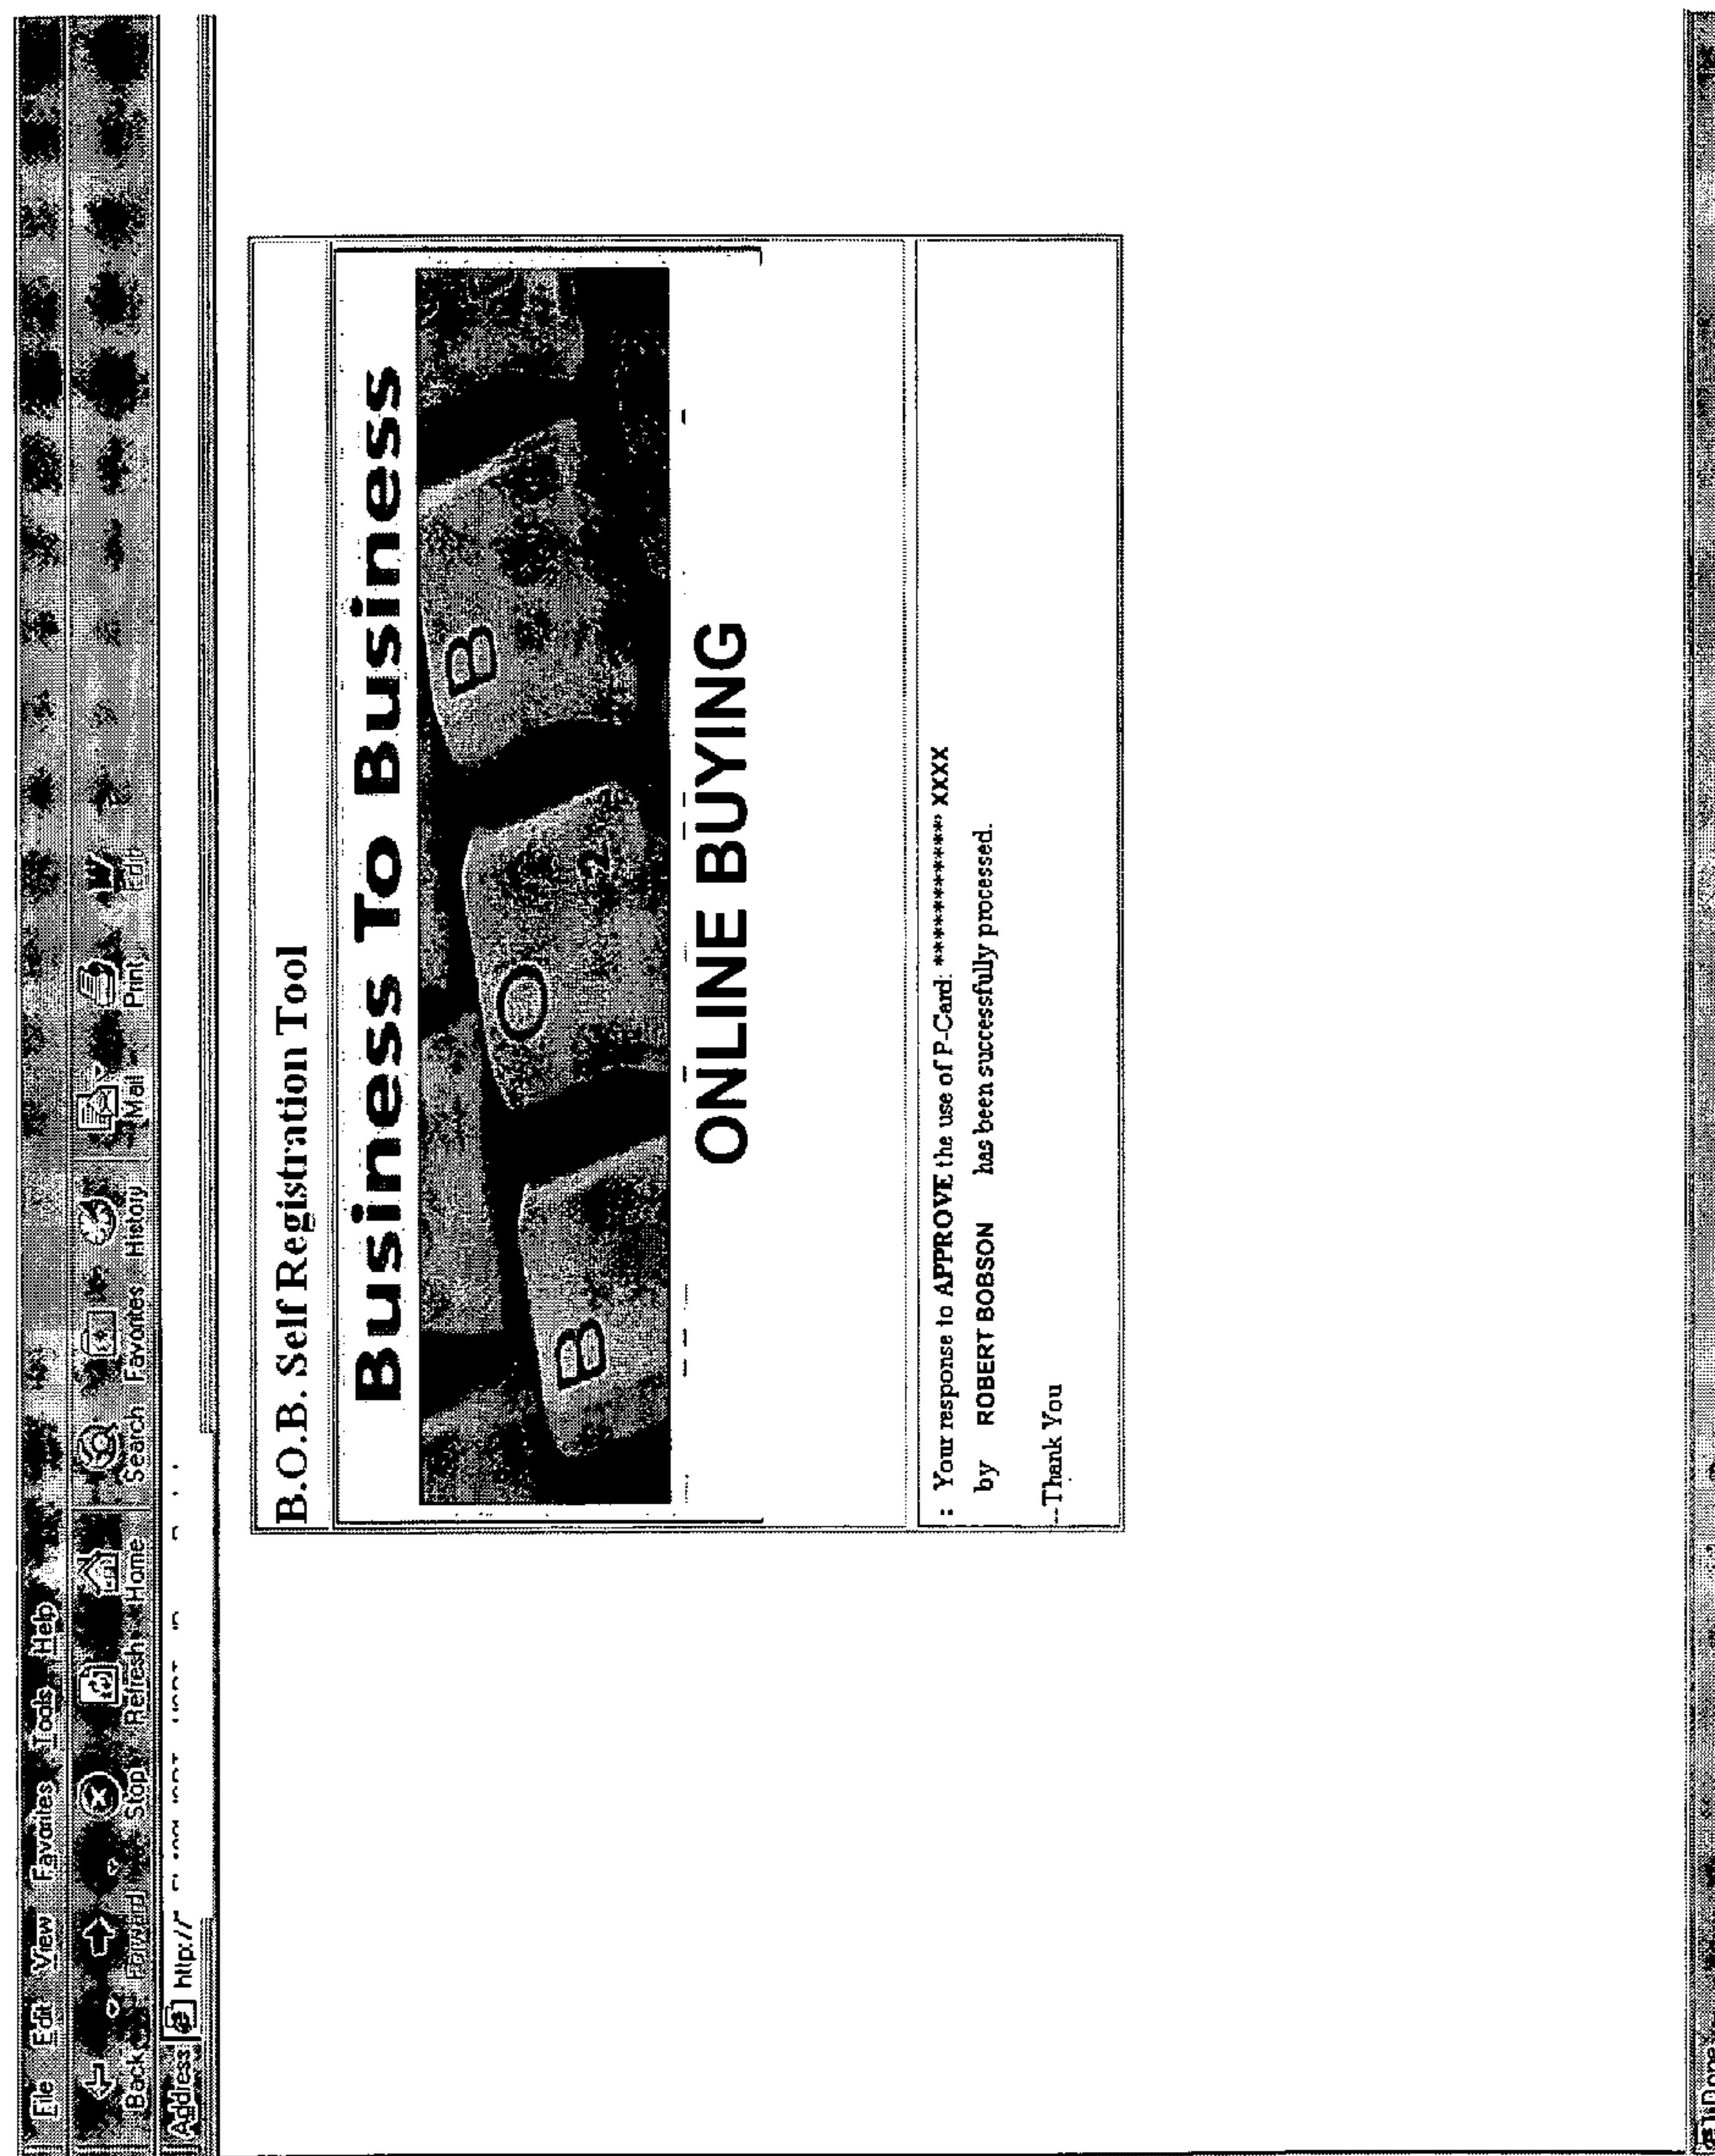 File Edit View Favorites Tools Help
Back Forward Stop Refresh Home Search Favorites History Mail Print Edit
Address http://
B.O.B. Self Registration Tool
Business To Business
B O B
2
ONLINE BUYING
: Your response to APPROVE the use of P-Card: ************ XXXX
by ROBERT BOBSON has been successfully processed.
--Thank You
Done